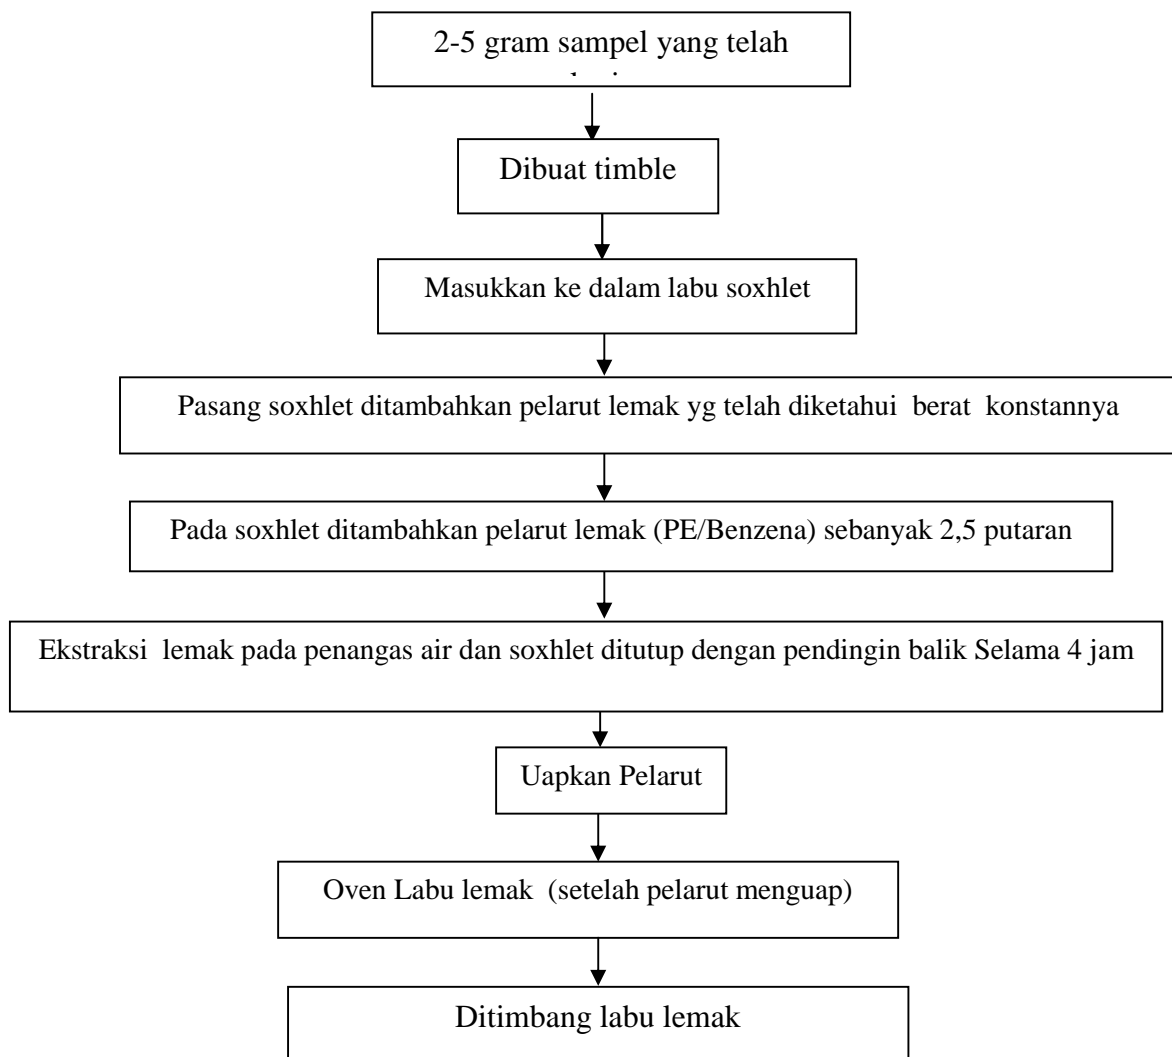 2-5 gram sampel yang telah
Dibuat timble
Masukkan ke dalam labu soxhlet
Pasang soxhlet ditambahkan pelarut lemak yg telah diketahui berat konstannya
Pada soxhlet ditambahkan pelarut lemak (PE/Benzena) sebanyak 2,5 putaran
Ekstraksi lemak pada penangas air dan soxhlet ditutup dengan pendingin balik Selama 4 jam
Uapkan Pelarut
Oven Labu lemak (setelah pelarut menguap)
Ditimbang labu lemak